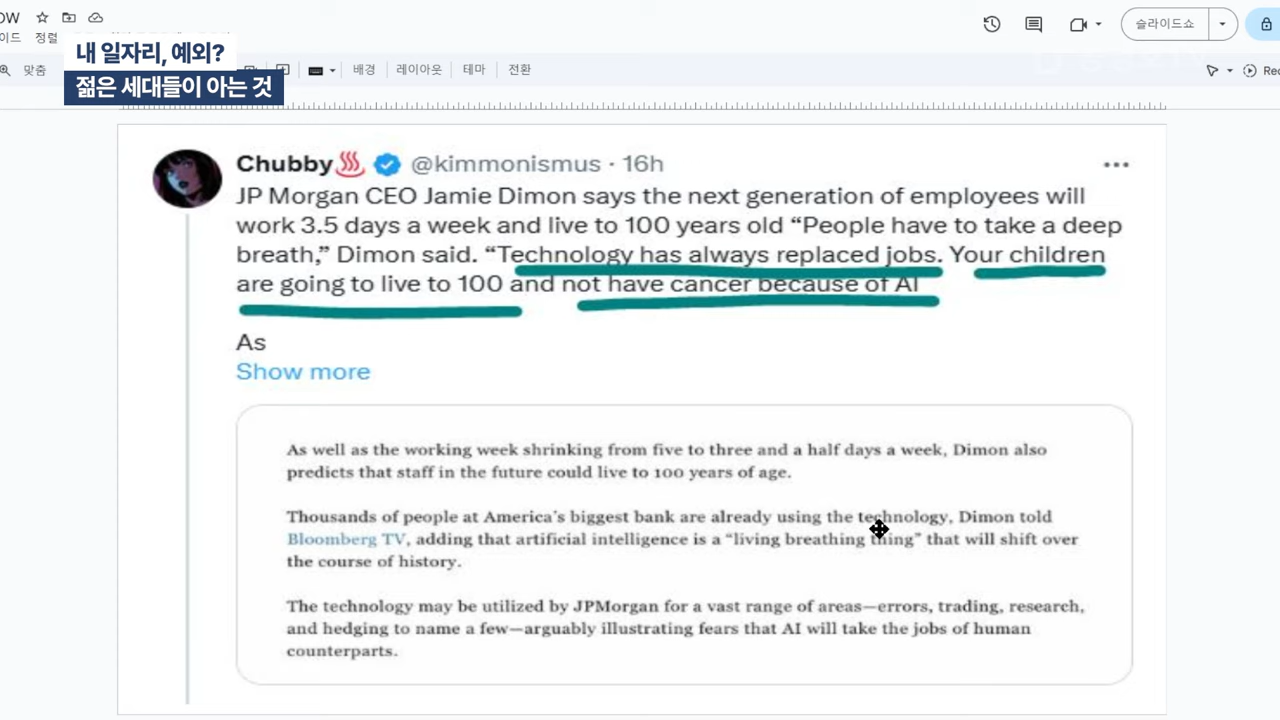 OW
이드 정렬
슬라이드쇼
내 일자리, 예외?
젊은 세대들이 아는 것
맞춤
배경
레이아웃
테마
전환
Rec
Chubby♨️ @kimmonismus · 16h
JP Morgan CEO Jamie Dimon says the next generation of employees will
work 3.5 days a week and live to 100 years old “People have to take a deep
breath,” Dimon said. “Technology has always replaced jobs. Your children
are going to live to 100 and not have cancer because of AI
As
Show more
As well as the working week shrinking from five to three and a half days a week, Dimon also
predicts that staff in the future could live to 100 years of age.
Thousands of people at America’s biggest bank are already using the technology, Dimon told
Bloomberg TV, adding that artificial intelligence is a “living breathing thing” that will shift over
the course of history.
The technology may be utilized by JPMorgan for a vast range of areas—errors, trading, research,
and hedging to name a few—arguably illustrating fears that AI will take the jobs of human
counterparts.